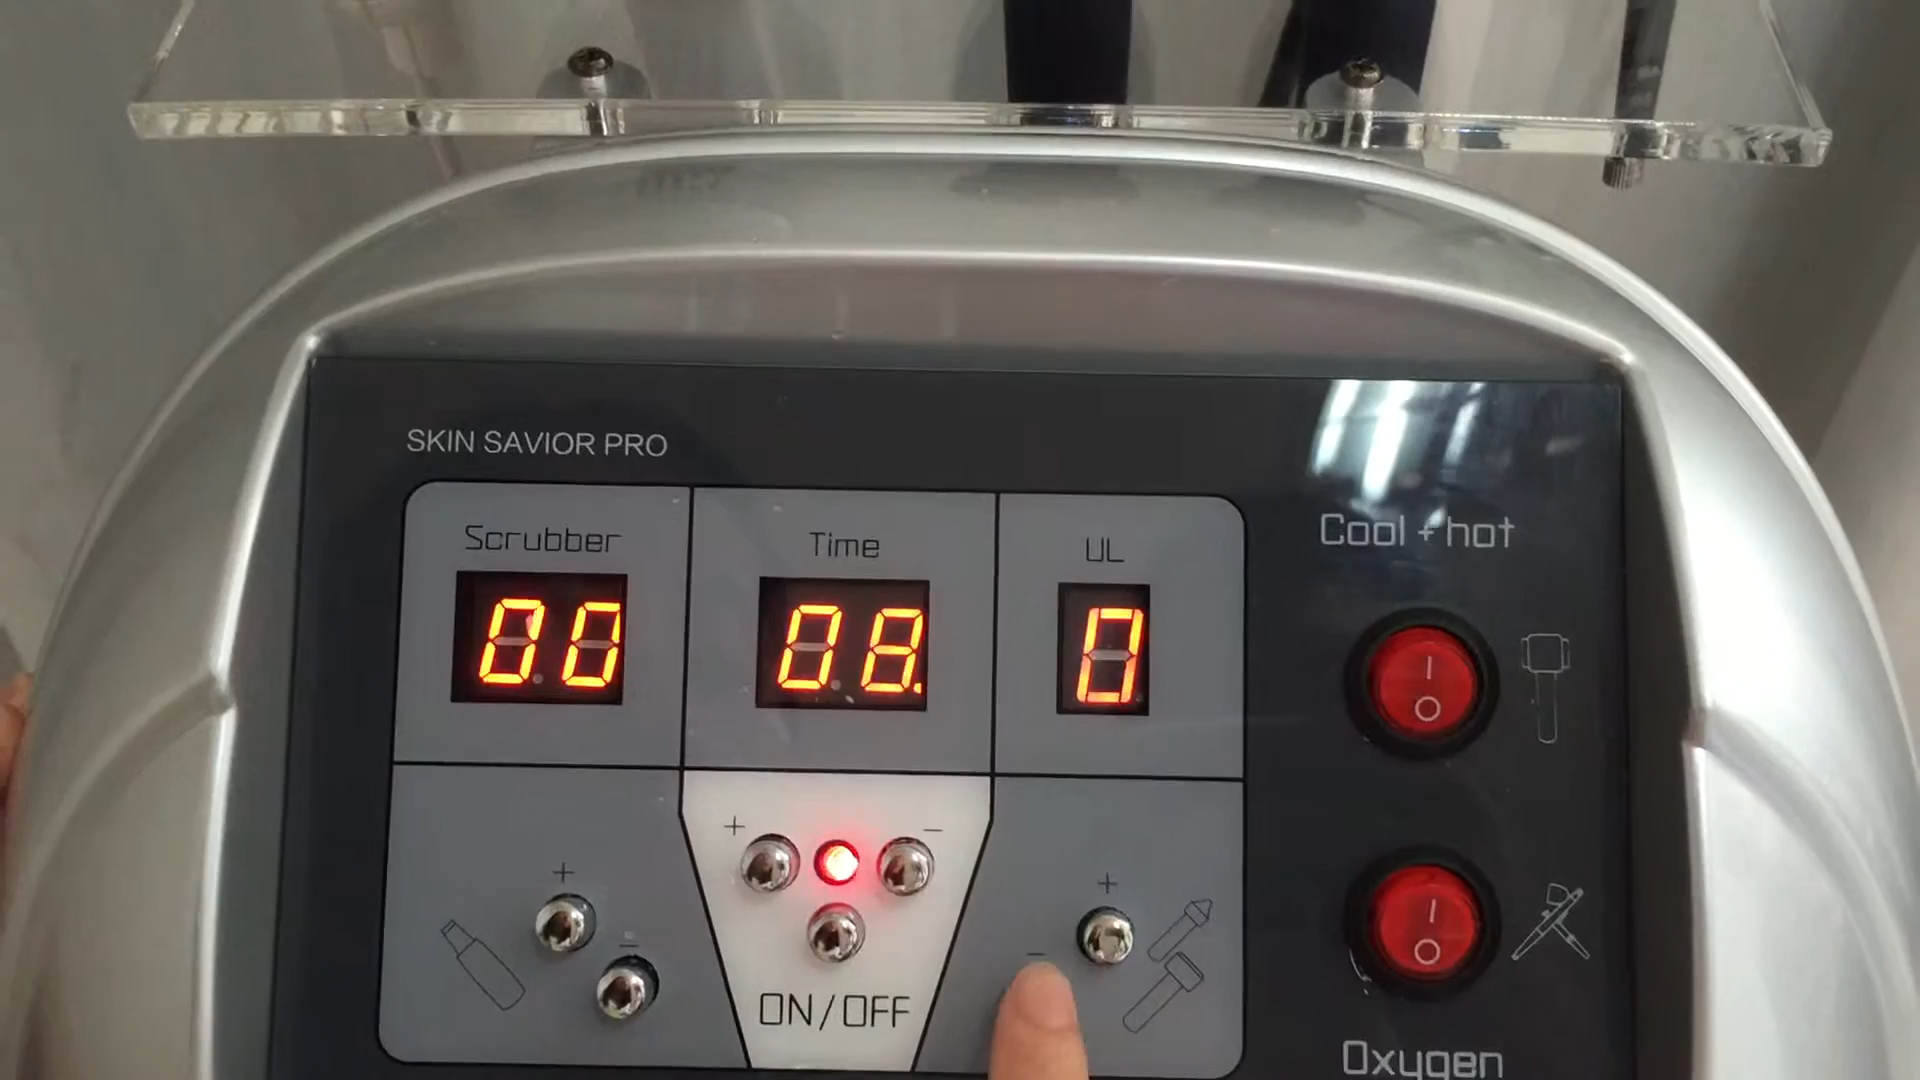 SKIN SAVIOR PRO
Scrubber
Time
UL
Cool + hot
00
08.
0
+
-
+
-
+
-
ON/OFF
Oxygen